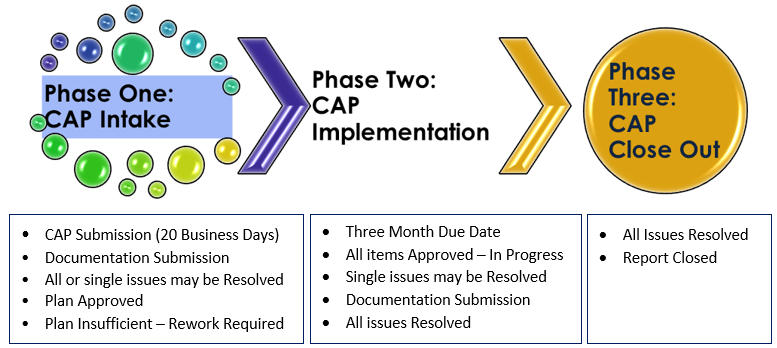 Phase One:
CAP Intake
Phase Two:
CAP
Implementation
Phase
Three:
CAP
Close Out
• CAP Submission (20 Business Days)
• Documentation Submission
• All or single issues may be Resolved
• Plan Approved
• Plan Insufficient – Rework Required
• Three Month Due Date
• All items Approved – In Progress
• Single issues may be Resolved
• Documentation Submission
• All issues Resolved
• All Issues Resolved
• Report Closed